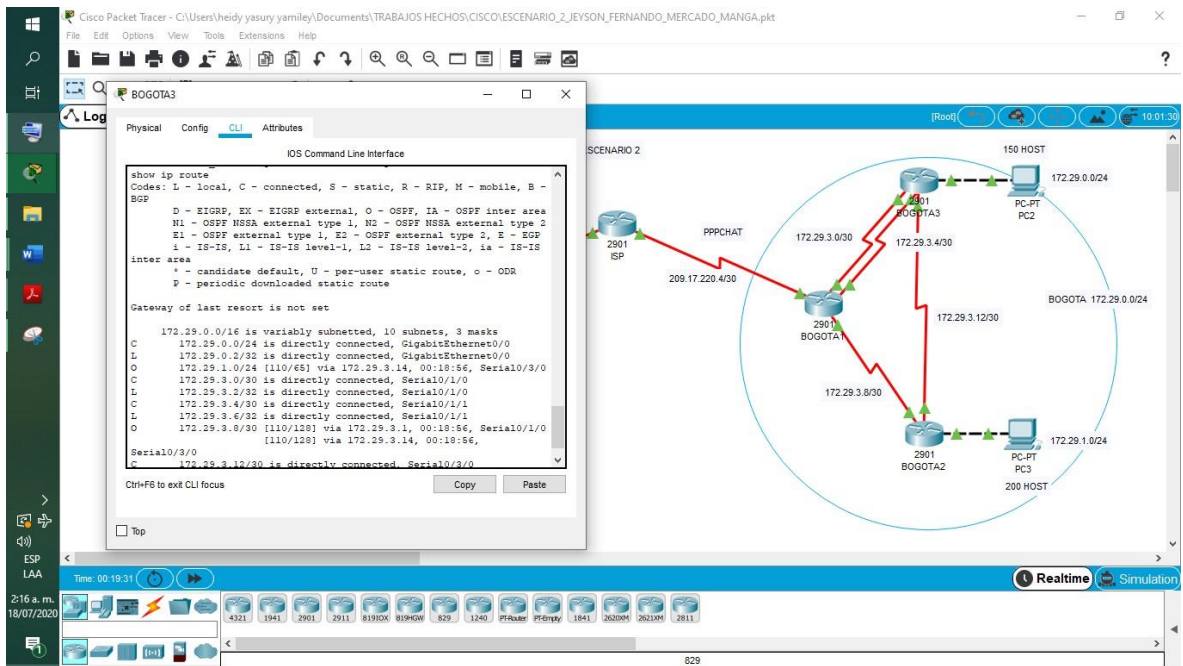 Cisco Packet Tracer - C:\Users\heidy yasury yamiley\Documents\TRABAJOS HECHOS\CISCO\ESCENARIO_2_JEYSON_FERNANDO_MERCADO_MANGA.pkt
File Edit Options View Tools Extensions Help
?
BOGOTA3
Log
[Root]
10:01:30
Physical Config CLI Attributes
IOS Command Line Interface
show ip route
Codes: L - local, C - connected, S - static, R - RIP, M - mobile, B -
BGP
D - EIGRP, EX - EIGRP external, O - OSPF, IA - OSPF inter area
N1 - OSPF NSSA external type 1, N2 - OSPF NSSA external type 2
E1 - OSPF external type 1, E2 - OSPF external type 2, E - EGP
i - IS-IS, L1 - IS-IS level-1, L2 - IS-IS level-2, ia - IS-IS
inter area
* - candidate default, U - per-user static route, o - ODR
P - periodic downloaded static route
Gateway of last resort is not set
172.29.0.0/16 is variably subnetted, 10 subnets, 3 masks
C 172.29.0.0/24 is directly connected, GigabitEthernet0/0
L 172.29.0.2/32 is directly connected, GigabitEthernet0/0
O 172.29.1.0/24 [110/65] via 172.29.3.14, 00:18:56, Serial0/3/0
C 172.29.3.0/30 is directly connected, Serial0/1/0
L 172.29.3.2/32 is directly connected, Serial0/1/0
C 172.29.3.4/30 is directly connected, Serial0/1/1
L 172.29.3.6/32 is directly connected, Serial0/1/1
O 172.29.3.8/30 [110/128] via 172.29.3.1, 00:18:56, Serial0/1/0
[110/128] via 172.29.3.14, 00:18:56,
Serial0/3/0
C 172.29.3.12/30 is directly connected, Serial0/3/0
Ctrl+F6 to exit CLI focus
Copy
Paste
Top
SCENARIO 2
150 HOST
172.29.0.0/24
PC-PT
PC2
2901
BOGOTA3
2901
ISP
PPPCHAT
209.17.220.4/30
172.29.3.0/30
172.29.3.4/30
BOGOTA 172.29.0.0/24
2901
BOGOTA1
172.29.3.12/30
172.29.3.8/30
2901
BOGOTA2
PC-PT
PC3
172.29.1.0/24
200 HOST
Time: 00:19:31
Realtime
Simulation
4321 1941 2901 2911 819IOX 819HGW 829 1240 PT-Router PT-Empty 1841 2620XM 2621XM 2811
829
ESP
LAA
2:16 a. m.
18/07/2020